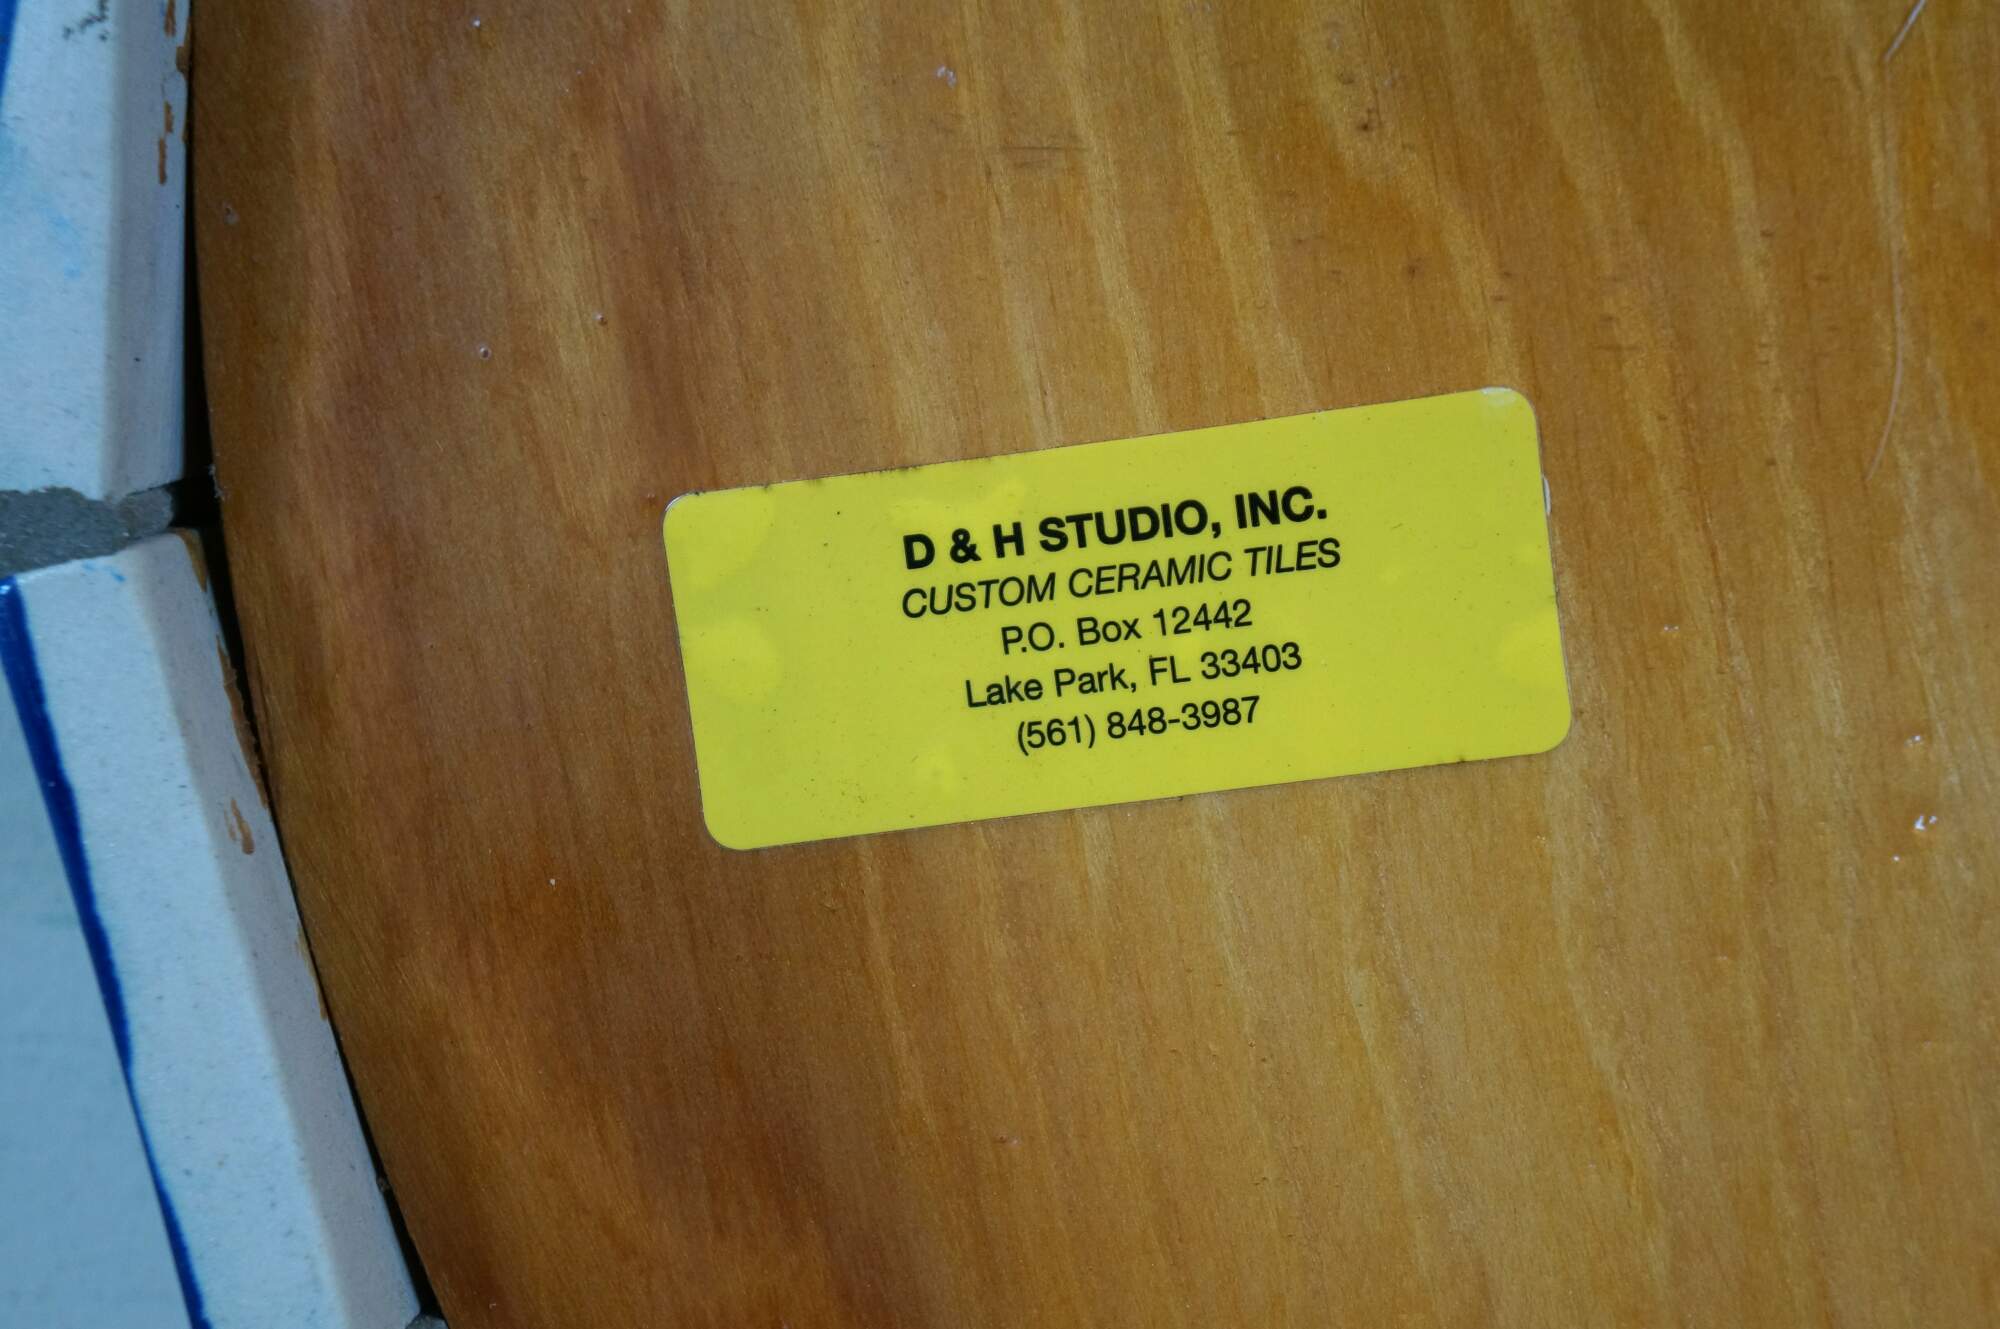 D & H STUDIO, INC.
CUSTOM CERAMIC TILES
P.O. Box 12442
Lake Park, FL 33403
(561) 848-3987